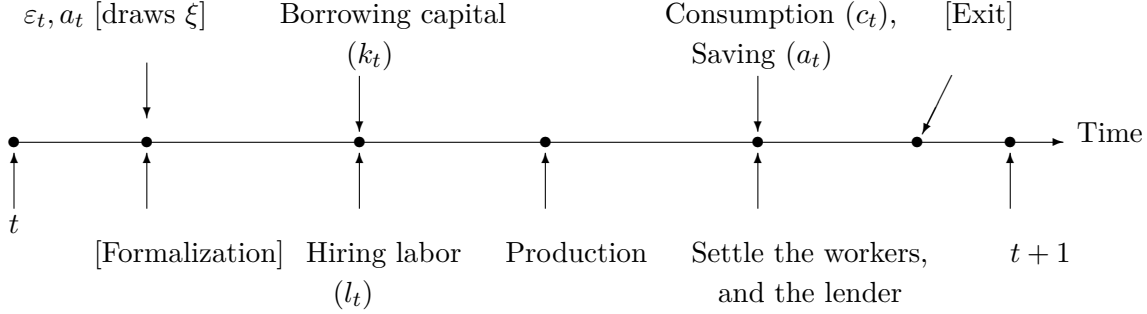 εₜ, aₜ [draws ξ]
Borrowing capital
(kₜ)
Consumption (cₜ),
Saving (aₜ)
[Exit]
Time
t
[Formalization]
Hiring labor
(lₜ)
Production
Settle the workers,
and the lender
t + 1